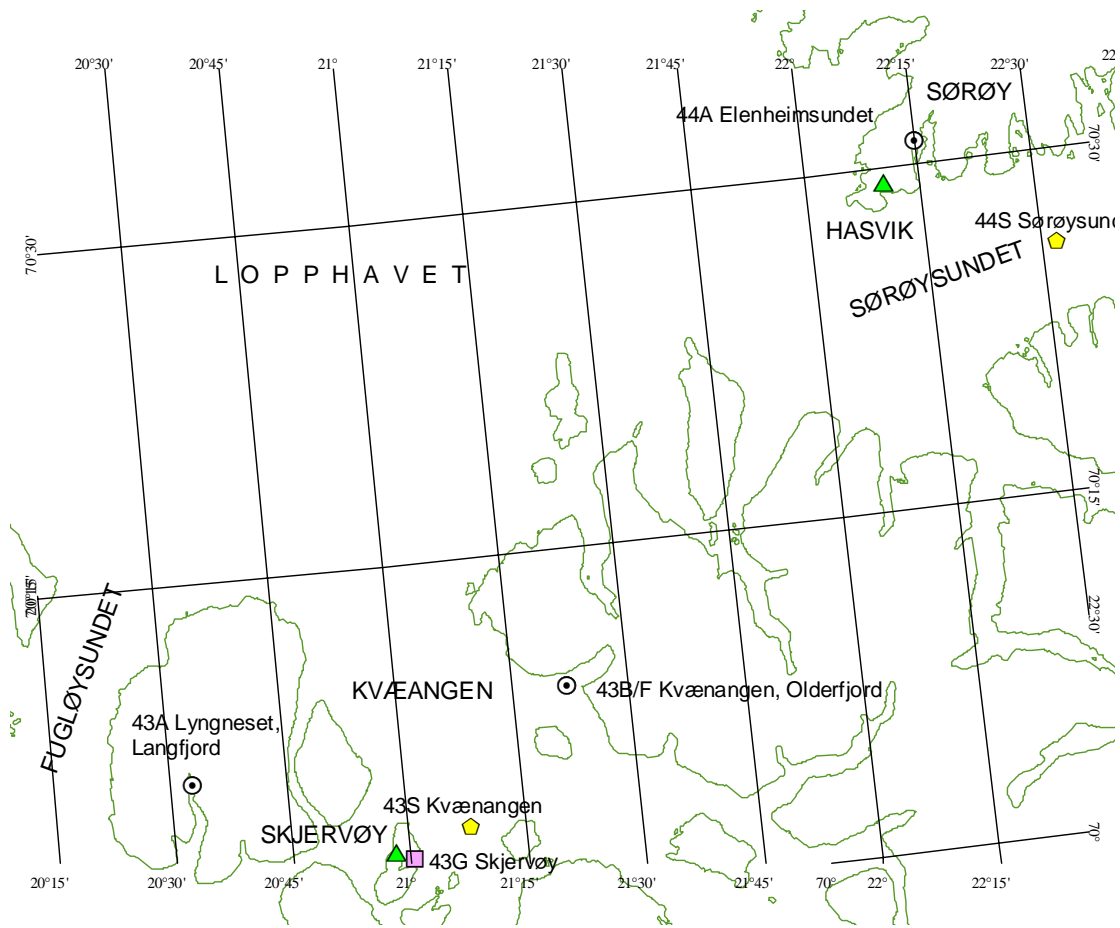 20°30'
20°45'
21°
21°15'
21°30'
21°45'
22°
22°15'
22°30'
22
SØRØY
44A Elenheimsundet
70°30'
HASVIK
44S Sørøysund
70°30'
L O P P H A V E T
SØRØYSUNDET
70°15'
70°15'
22°30'
FUGLØYSUNDET
KVÆANGEN
43B/F Kvænangen, Olderfjord
43A Lyngneset,
Langfjord
43S Kvænangen
SKJERVØY
43G Skjervøy
70°
20°15'
20°30'
20°45'
21°
21°15'
21°30'
21°45'
70°
22°
22°15'